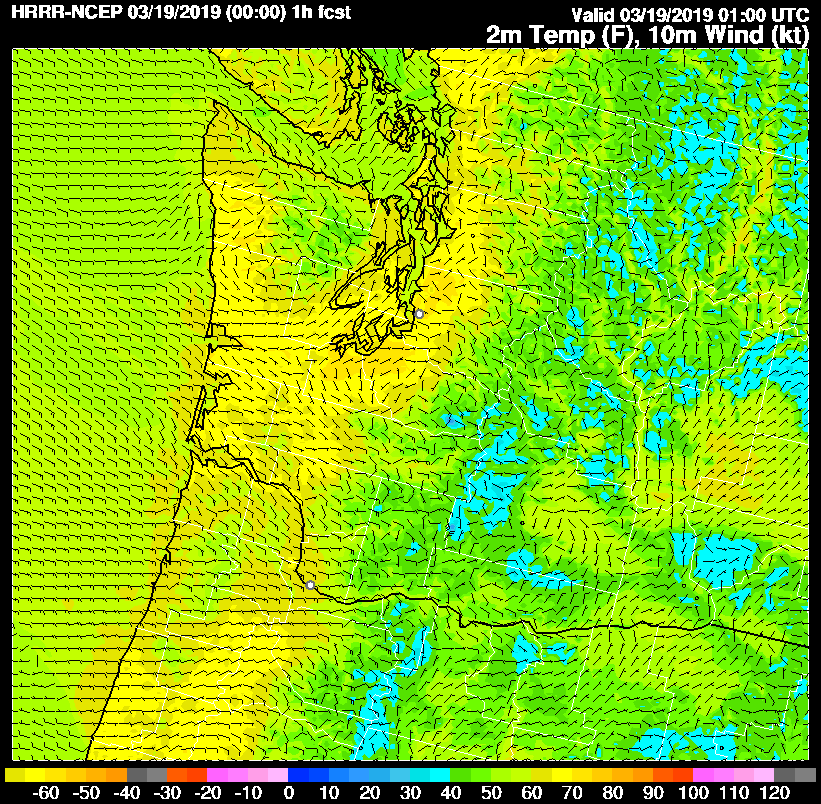 HRRR-NCEP 03/19/2019 (00:00) 1h fcst
Valid 03/19/2019 01:00 UTC
2m Temp (F), 10m Wind (kt)
-60 -50 -40 -30 -20 -10 0 10 20 30 40 50 60 70 80 90 100 110 120